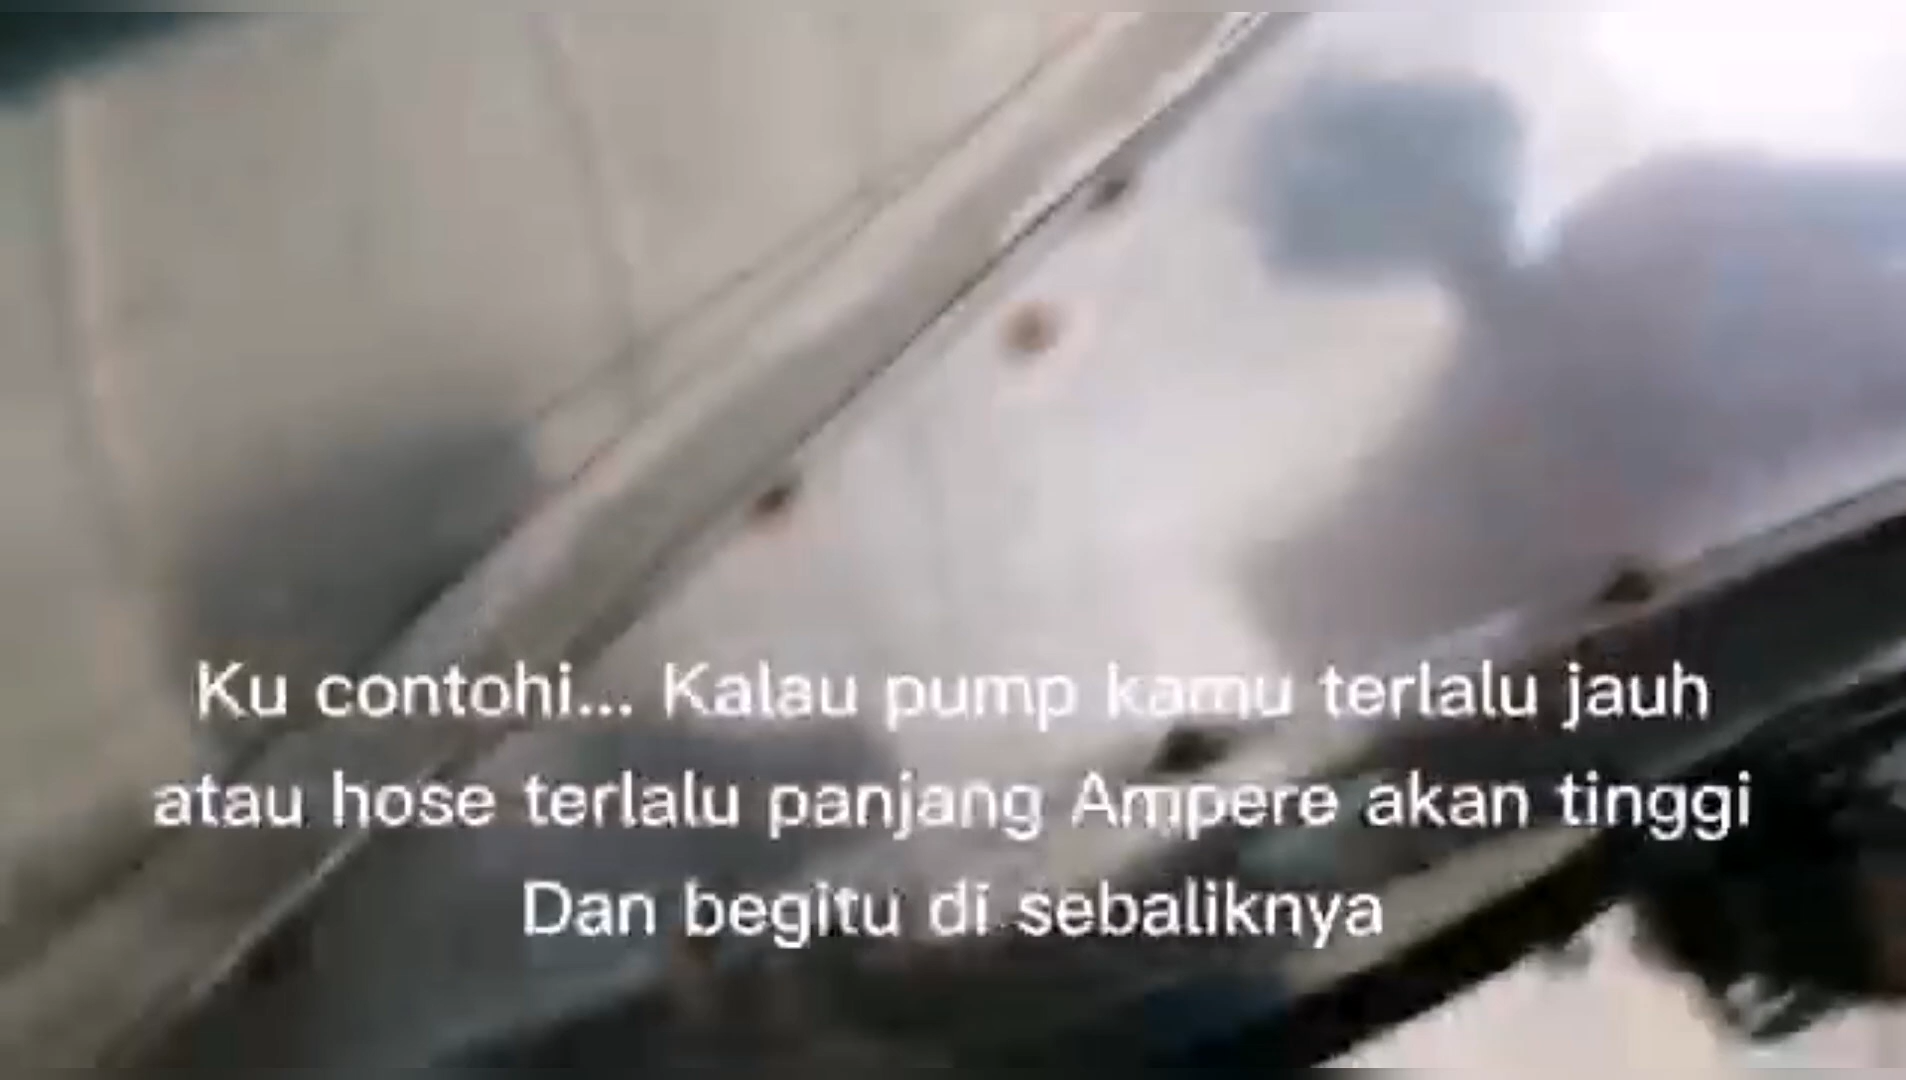 Ku contohi... Kalau pump kamu terlalu jauh
atau hose terlalu panjang Ampere akan tinggi
Dan begitu di sebaliknya